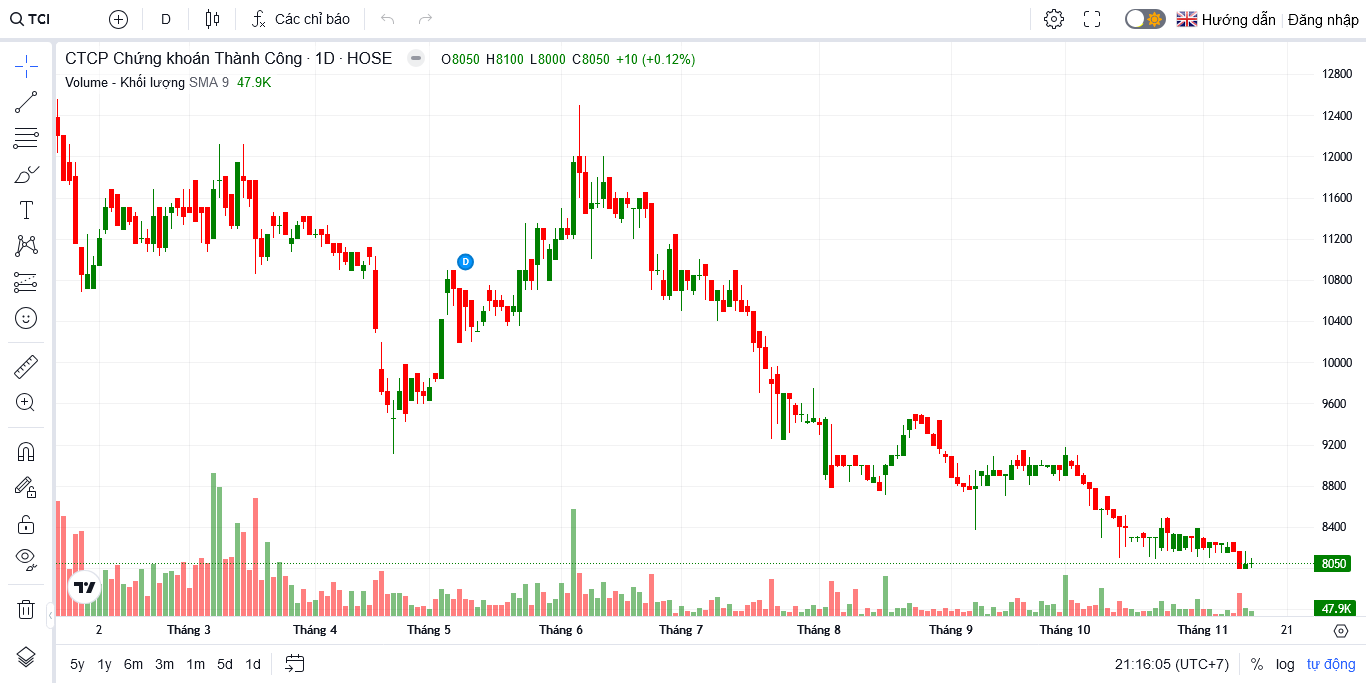 TCI D Các chỉ báo Hướng dẫn Đăng nhập
CTCP Chứng khoán Thành Công · 1D · HOSE O8050 H8100 L8000 C8050 +10 (+0.12%)
Volume - Khối lượng SMA 9 47.9K
12800
12400
12000
11600
11200
D
10800
10400
10000
9600
9200
8800
8400
8050
47.9K
2 Tháng 3 Tháng 4 Tháng 5 Tháng 6 Tháng 7 Tháng 8 Tháng 9 Tháng 10 Tháng 11 21
5y 1y 6m 3m 1m 5d 1d 21:16:05 (UTC+7) % log tự động